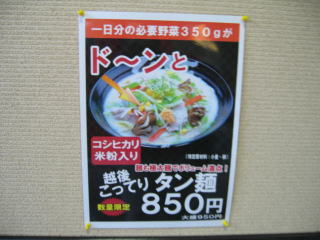 一日分の必要野菜350gが
ド〜ンと
コシヒカリ
米粉入り
越後
こってり
タン麺
数量限定
850円
大盛950円